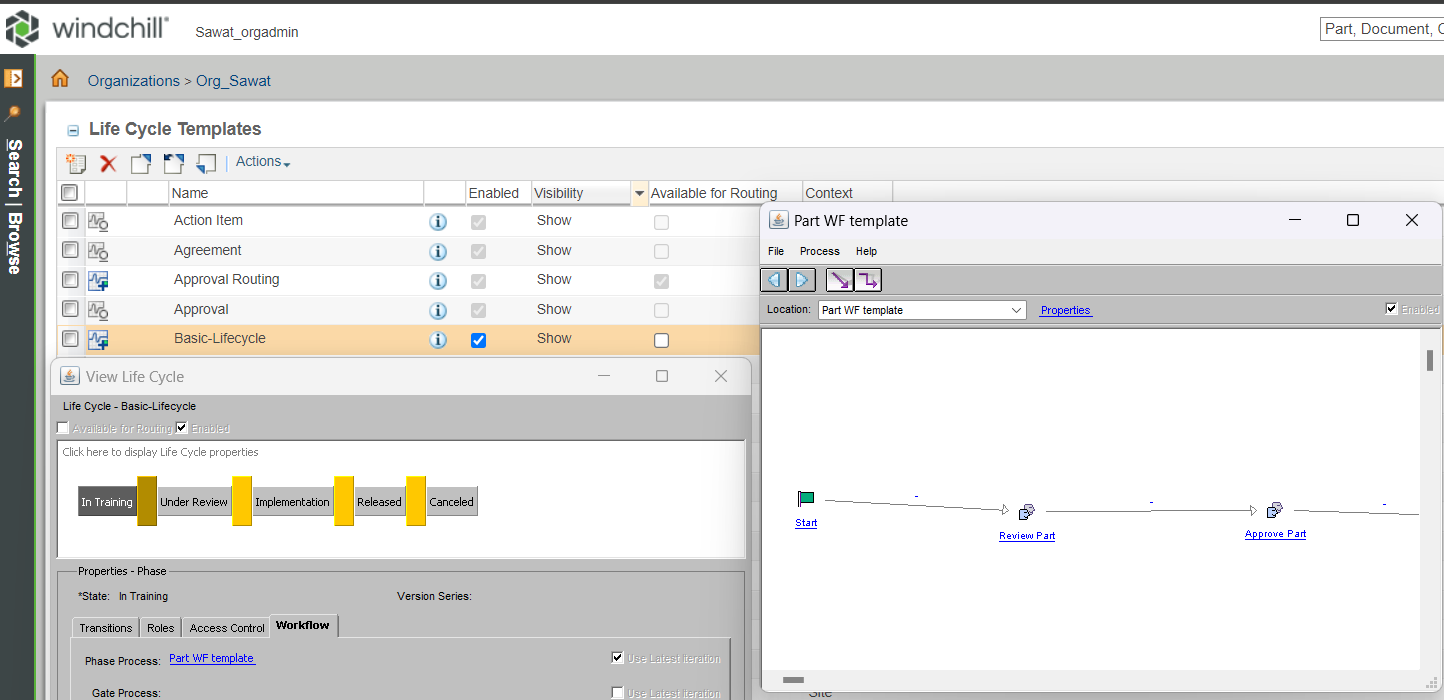 windchill®
Sawat_orgadmin
Part, Document, C
Organizations > Org_Sawat
Search | Browse
Life Cycle Templates
Actions
Name Enabled Visibility Available for Routing Context
Action Item Show
Agreement Show
Approval Routing Show
Approval Show
Basic-Lifecycle Show
View Life Cycle
Life Cycle - Basic-Lifecycle
Available for Routing Enabled
Click here to display Life Cycle properties
In Training Under Review Implementation Released Canceled
Properties - Phase
*State: In Training Version Series:
Transitions Roles Access Control Workflow
Phase Process: Part WF template Use Latest Iteration
Gate Process: Use Latest Iteration
Part WF template
File Process Help
Location: Part WF template Properties Enabled
Start
Review Part
Approve Part
Site